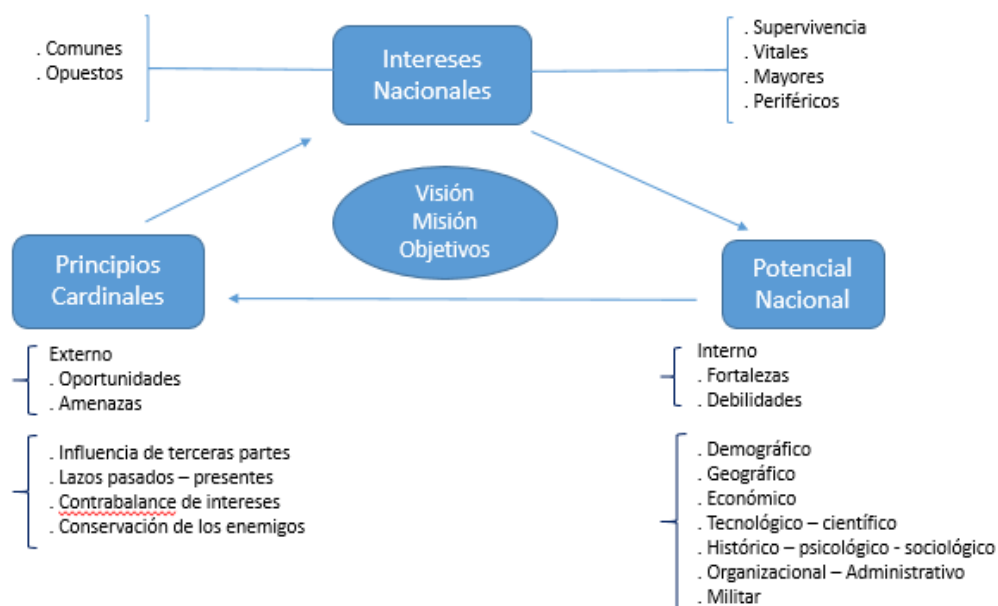 . Comunes
. Opuestos
Intereses
Nacionales
. Supervivencia
. Vitales
. Mayores
. Periféricos
Visión
Misión
Objetivos
Principios
Cardinales
Potencial
Nacional
Externo
. Oportunidades
. Amenazas
. Influencia de terceras partes
. Lazos pasados – presentes
. Contrabalance de intereses
. Conservación de los enemigos
Interno
. Fortalezas
. Debilidades
. Demográfico
. Geográfico
. Económico
. Tecnológico – científico
. Histórico – psicológico - sociológico
. Organizacional – Administrativo
. Militar